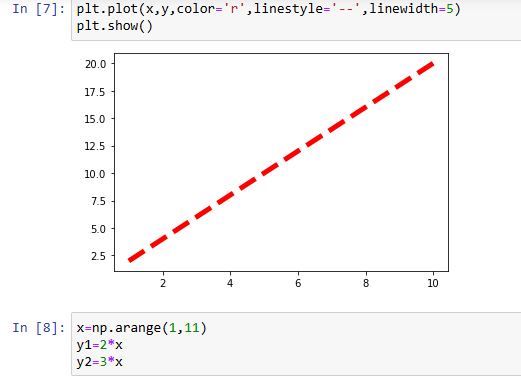 In [7]: plt.plot(x,y,color='r',linestyle='--',linewidth=5)
plt.show()
20.0
17.5
15.0
12.5
10.0
7.5
5.0
2.5
2 4 6 8 10
In [8]: x=np.arange(1,11)
y1=2*x
y2=3*x